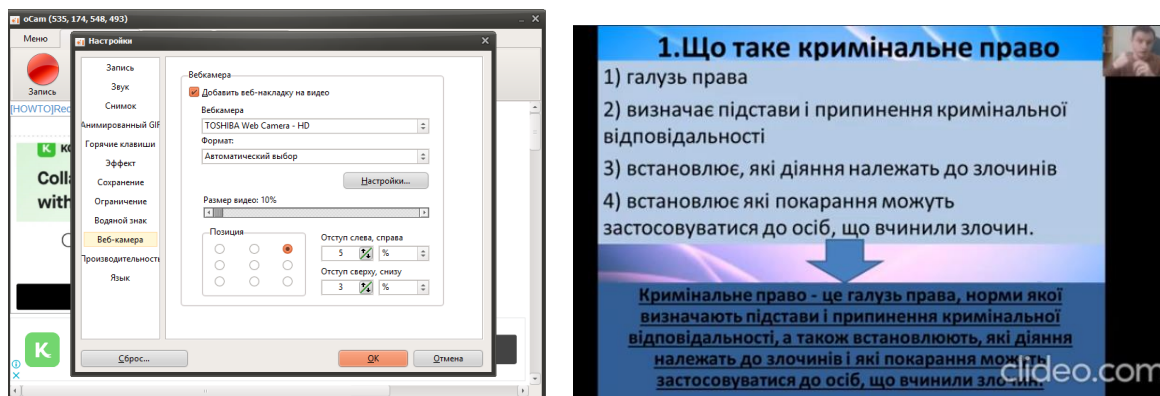 oCam (535, 174, 548, 493)
Меню
Запись
[HOWTO]Rec
Coll
with
K
Настройки
Запись
Звук
Снимок
Анимированный GIF
Горячие клавиши
Эффект
Сохранение
Ограничение
Водяной знак
Веб-камера
Производительность
Язык
Вебкамера
Добавить веб-накладку на видео
Вебкамера
TOSHIBA Web Camera - HD
Формат:
Автоматический выбор
Настройки...
Размер видео: 10%
Позиция
Отступ слева, справа
5 %
Отступ сверху, снизу
3 %
Сброс...
OK
Отмена
1.Що таке кримінальне право
1) галузь права
2) визначає підстави і припинення кримінальної
відповідальності
3) встановлює, які діяння належать до злочинів
4) встановлює які покарання можуть
застосовуватися до осіб, що вчинили злочин.
Кримінальне право - це галузь права, норми якої
визначають підстави і припинення кримінальної
відповідальності, а також встановлюють, які діяння
належать до злочинів і які покарання можуть
застосовуватися до осіб, що вчинили злочин.
clideo.com